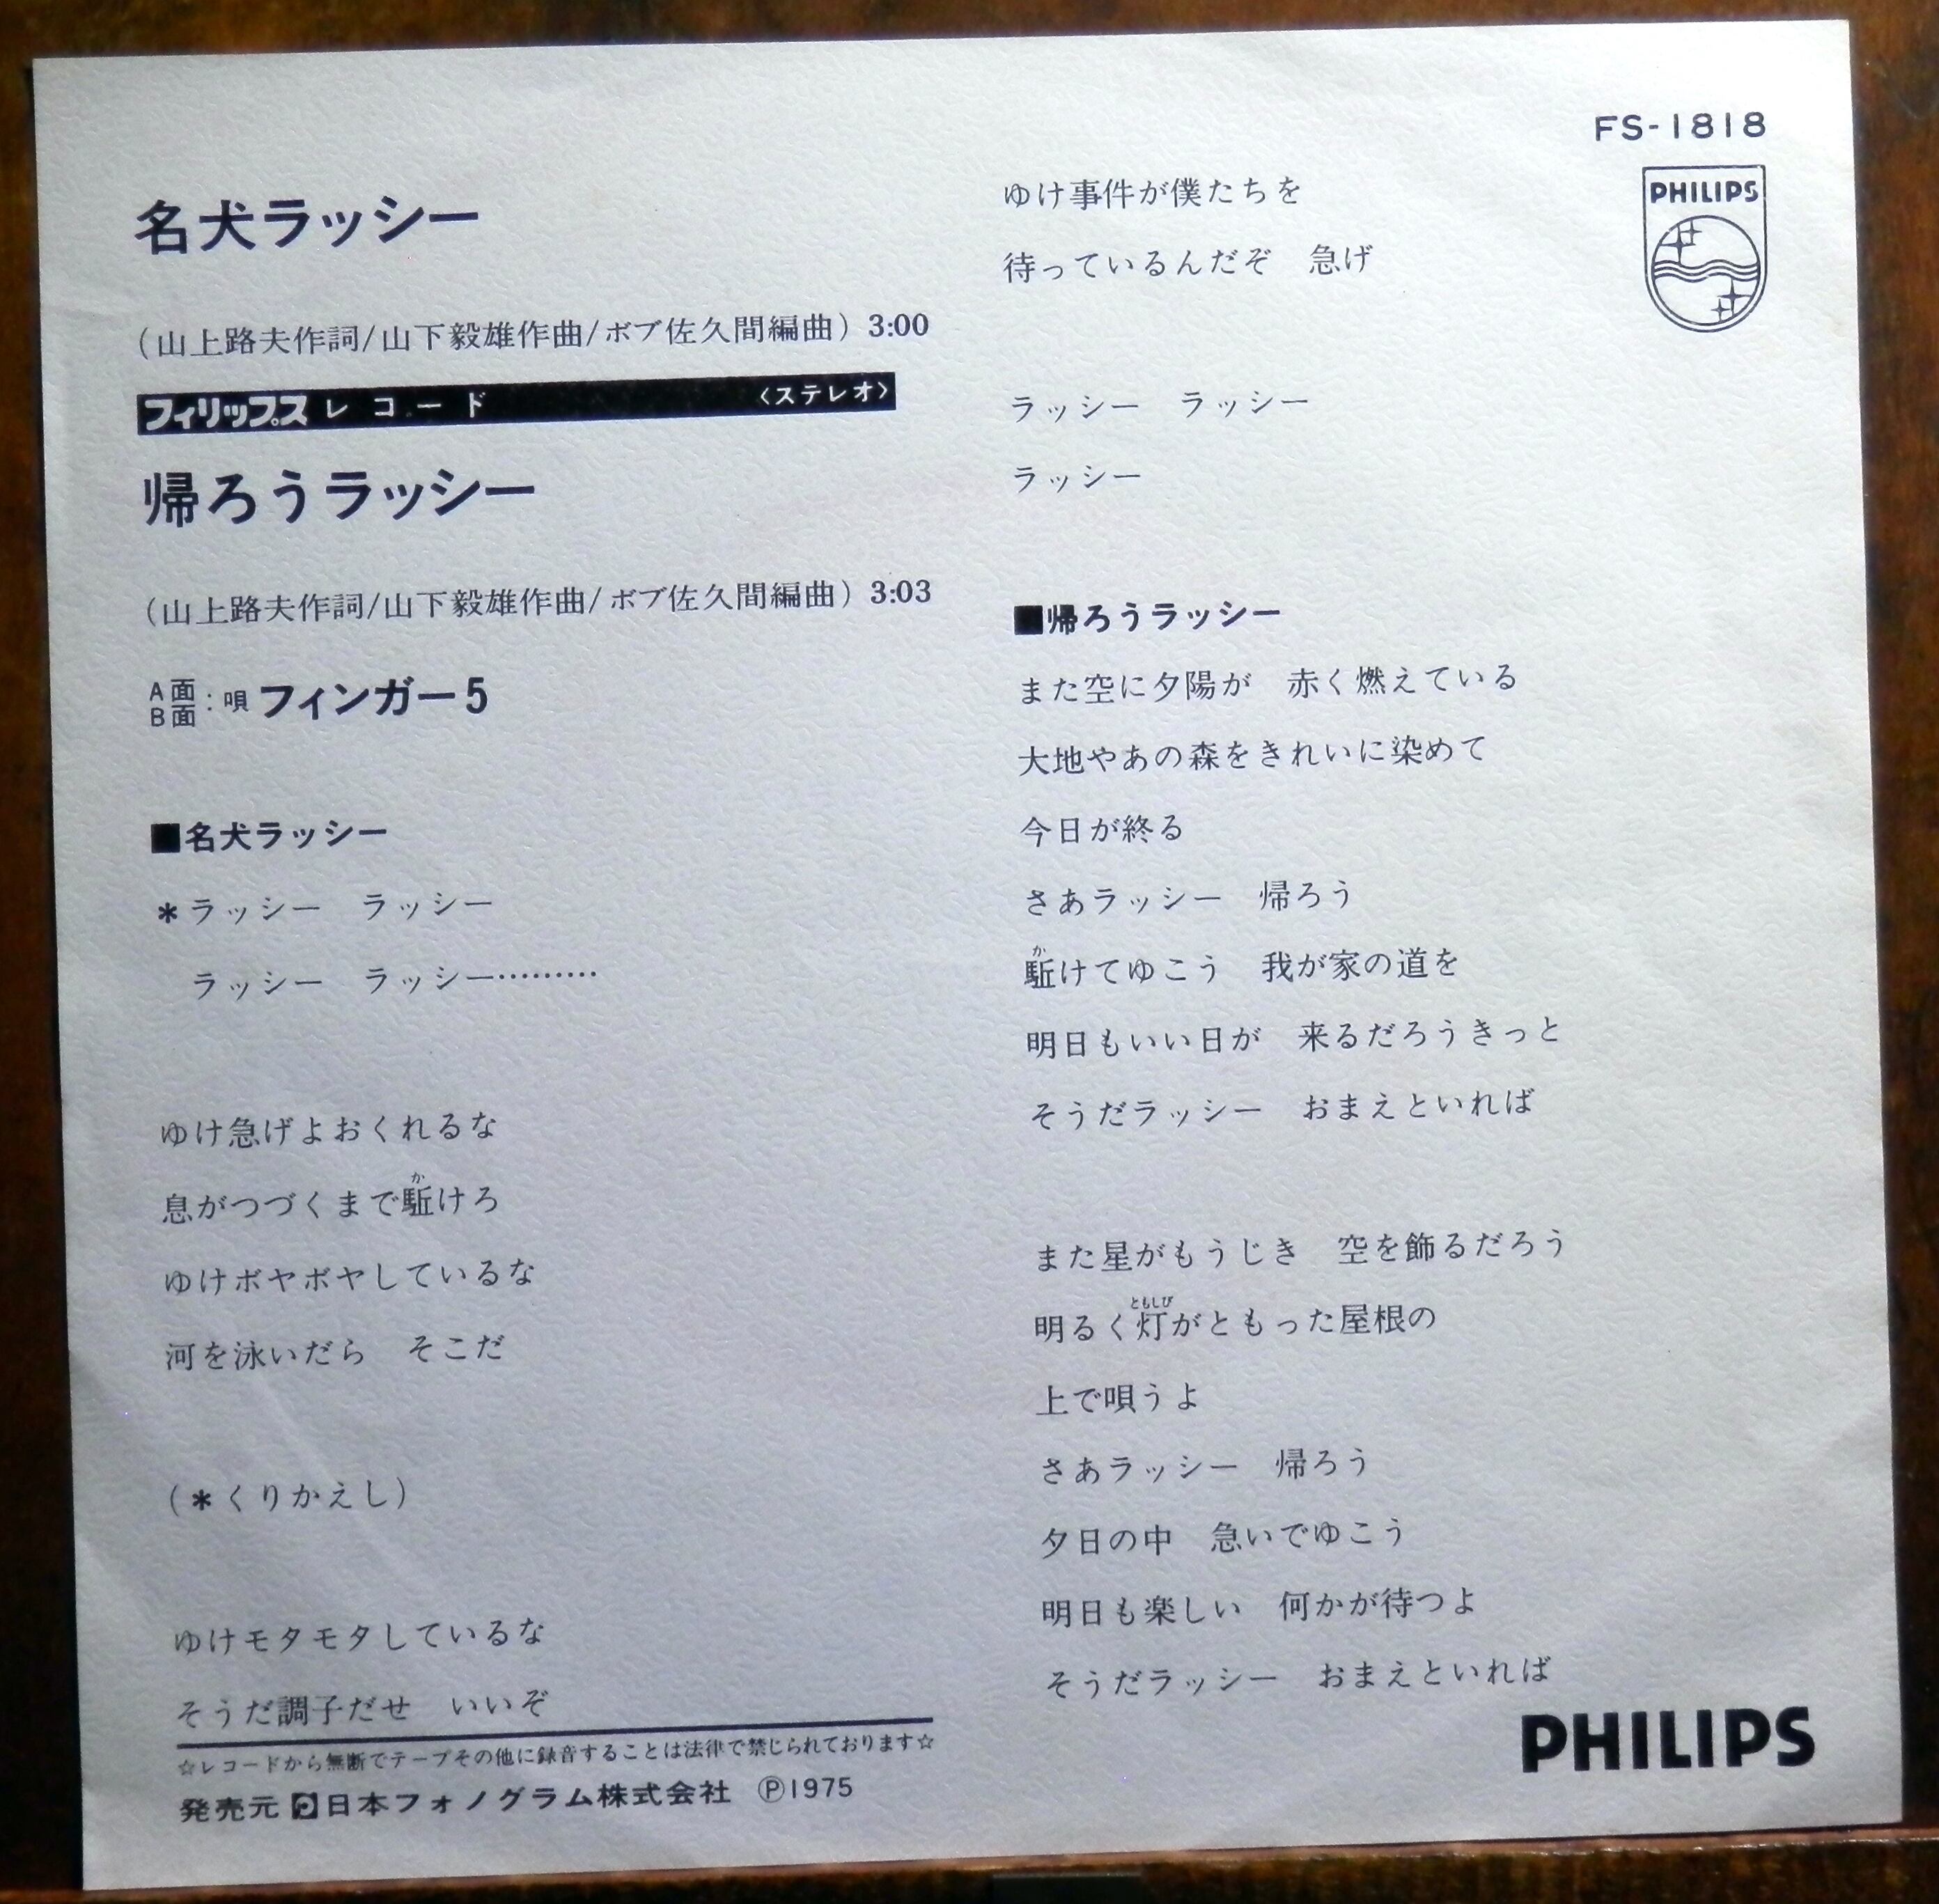 名犬ラッシー
（山上路夫作詞/山下毅雄作曲/ボブ佐久間編曲）3:00
フィリップスレコード　〈ステレオ〉
帰ろうラッシー
（山上路夫作詞/山下毅雄作曲/ボブ佐久間編曲）3:03
A面
B面：唄 フィンガー5
■名犬ラッシー
＊ラッシー　ラッシー
ラッシー　ラッシー………
ゆけ急げよおくれるな
か
息がつづくまで駈けろ
ゆけボヤボヤしているな
河を泳いだら　そこだ
（＊くりかえし）
ゆけモタモタしているな
そうだ調子だせ　いいぞ
☆レコードから無断でテープその他に録音することは法律で禁じられております☆
発売元 日本フォノグラム株式会社　Ⓟ1975
FS-1818
PHILIPS
ゆけ事件が僕たちを
待っているんだぞ　急げ
ラッシー　ラッシー
ラッシー
■帰ろうラッシー
また空に夕陽が　赤く燃えている
大地やあの森をきれいに染めて
今日が終る
さあラッシー　帰ろう
か
駈けてゆこう　我が家の道を
明日もいい日が　来るだろうきっと
そうだラッシー　おまえといれば
また星がもうじき　空を飾るだろう
ともしび
明るく灯がともった屋根の
上で唄うよ
さあラッシー　帰ろう
夕日の中　急いでゆこう
明日も楽しい　何かが待つよ
そうだラッシー　おまえといれば
PHILIPS